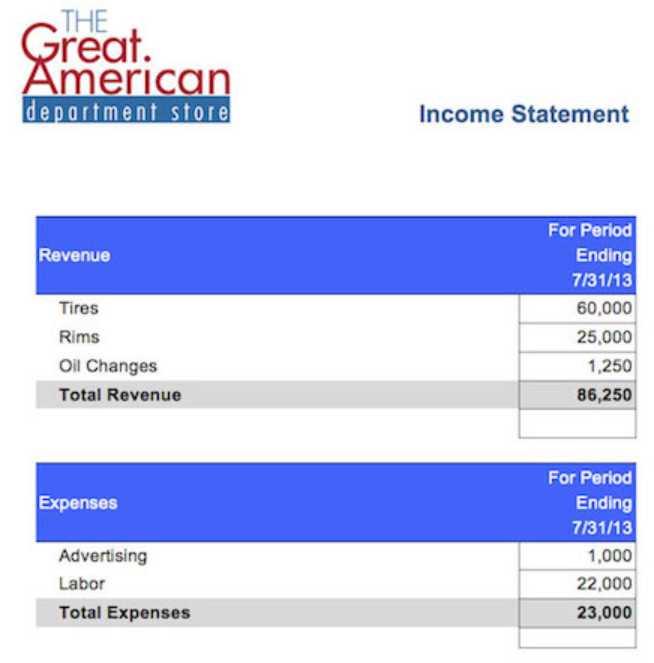 THE
Great.
American
department store
Income Statement
For Period
Revenue Ending
7/31/13
Tires 60,000
Rims 25,000
Oil Changes 1,250
Total Revenue 86,250
For Period
Expenses Ending
7/31/13
Advertising 1,000
Labor 22,000
Total Expenses 23,000